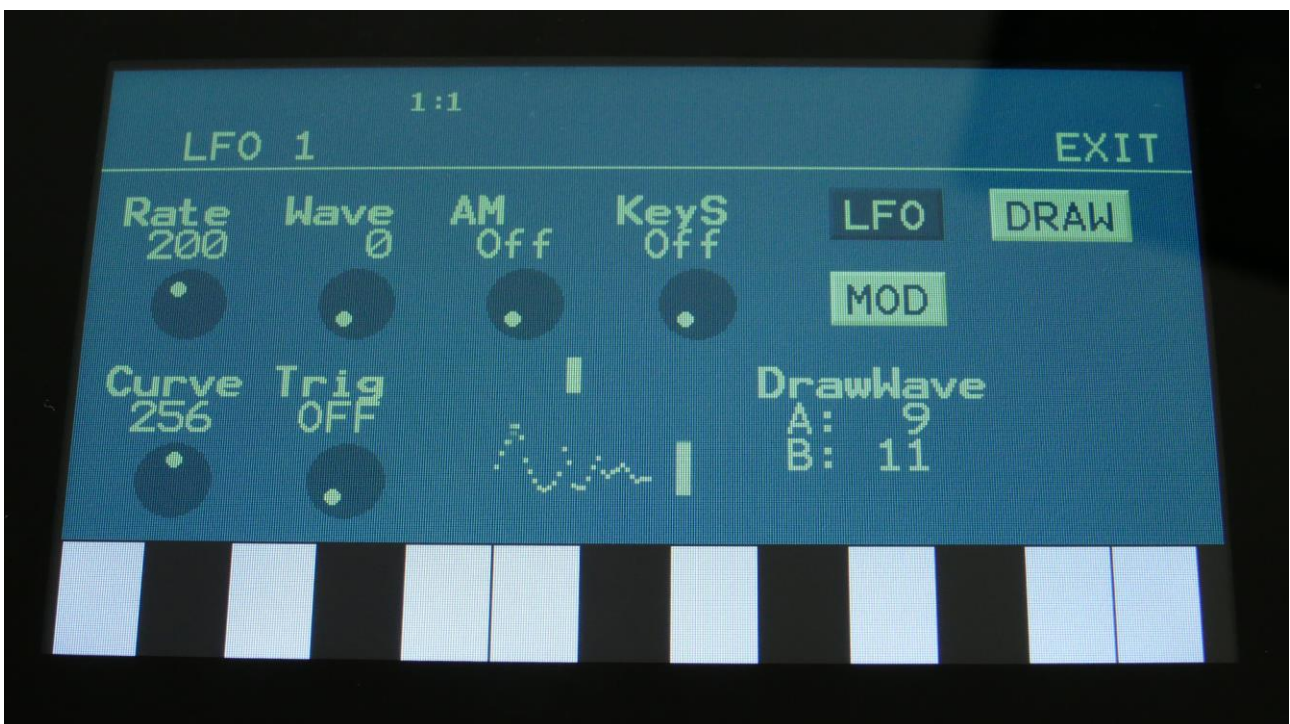 1:1
LFO 1 EXIT
Rate Wave AM KeyS LFO DRAW
200 0 Off Off
MOD
Curve Trig DrawWave
256 OFF A: 9
B: 11